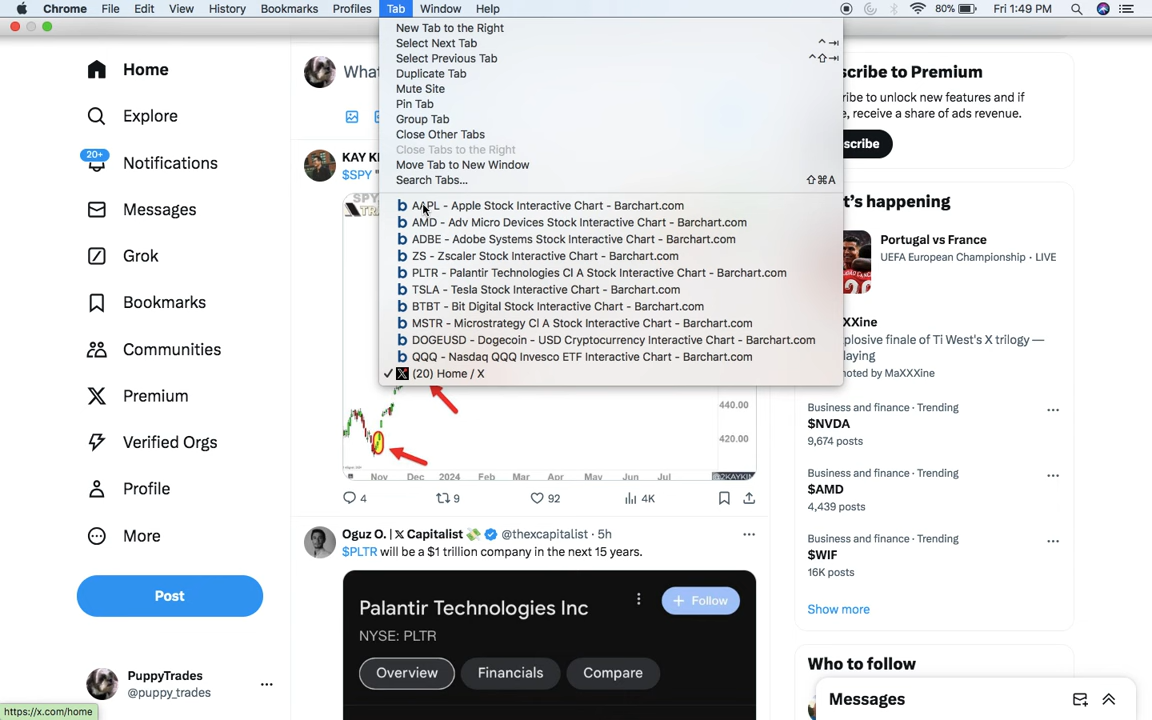 Chrome File Edit View History Bookmarks Profiles Tab Window Help 80% Fri 1:49 PM
New Tab to the Right
Select Next Tab
Select Previous Tab
Duplicate Tab
Mute Site
Pin Tab
Group Tab
Close Other Tabs
Close Tabs to the Right
Move Tab to New Window
Search Tabs... ⇧⌘A
AAPL - Apple Stock Interactive Chart - Barchart.com
AMD - Adv Micro Devices Stock Interactive Chart - Barchart.com
ADBE - Adobe Systems Stock Interactive Chart - Barchart.com
ZS - Zscaler Stock Interactive Chart - Barchart.com
PLTR - Palantir Technologies Cl A Stock Interactive Chart - Barchart.com
TSLA - Tesla Stock Interactive Chart - Barchart.com
BTBT - Bit Digital Stock Interactive Chart - Barchart.com
MSTR - Microstrategy Cl A Stock Interactive Chart - Barchart.com
DOGEUSD - Dogecoin - USD Cryptocurrency Interactive Chart - Barchart.com
QQQ - Nasdaq QQQ Invesco ETF Interactive Chart - Barchart.com
(20) Home / X
Home
Explore
20+
Notifications
Messages
Grok
Bookmarks
Communities
Premium
Verified Orgs
Profile
More
Post
PuppyTrades
@puppy_trades
https://x.com/home
What
KAY K
$SPY "
440.00
420.00
Nov Dec 2024 Feb Mar Apr May Jun Jul
4 9 92 4K
Oguz O. | X Capitalist @thexcapitalist · 5h
$PLTR will be a $1 trillion company in the next 15 years.
Palantir Technologies Inc
+ Follow
NYSE: PLTR
Overview Financials Compare
scribe to Premium
ribe to unlock new features and if
e, receive a share of ads revenue.
scribe
t's happening
Portugal vs France
UEFA European Championship · LIVE
XXine
plosive finale of Ti West's X trilogy —
laying
noted by MaXXXine
Business and finance · Trending
$NVDA
9,674 posts
Business and finance · Trending
$AMD
4,439 posts
Business and finance · Trending
$WIF
16K posts
Show more
Who to follow
Messages